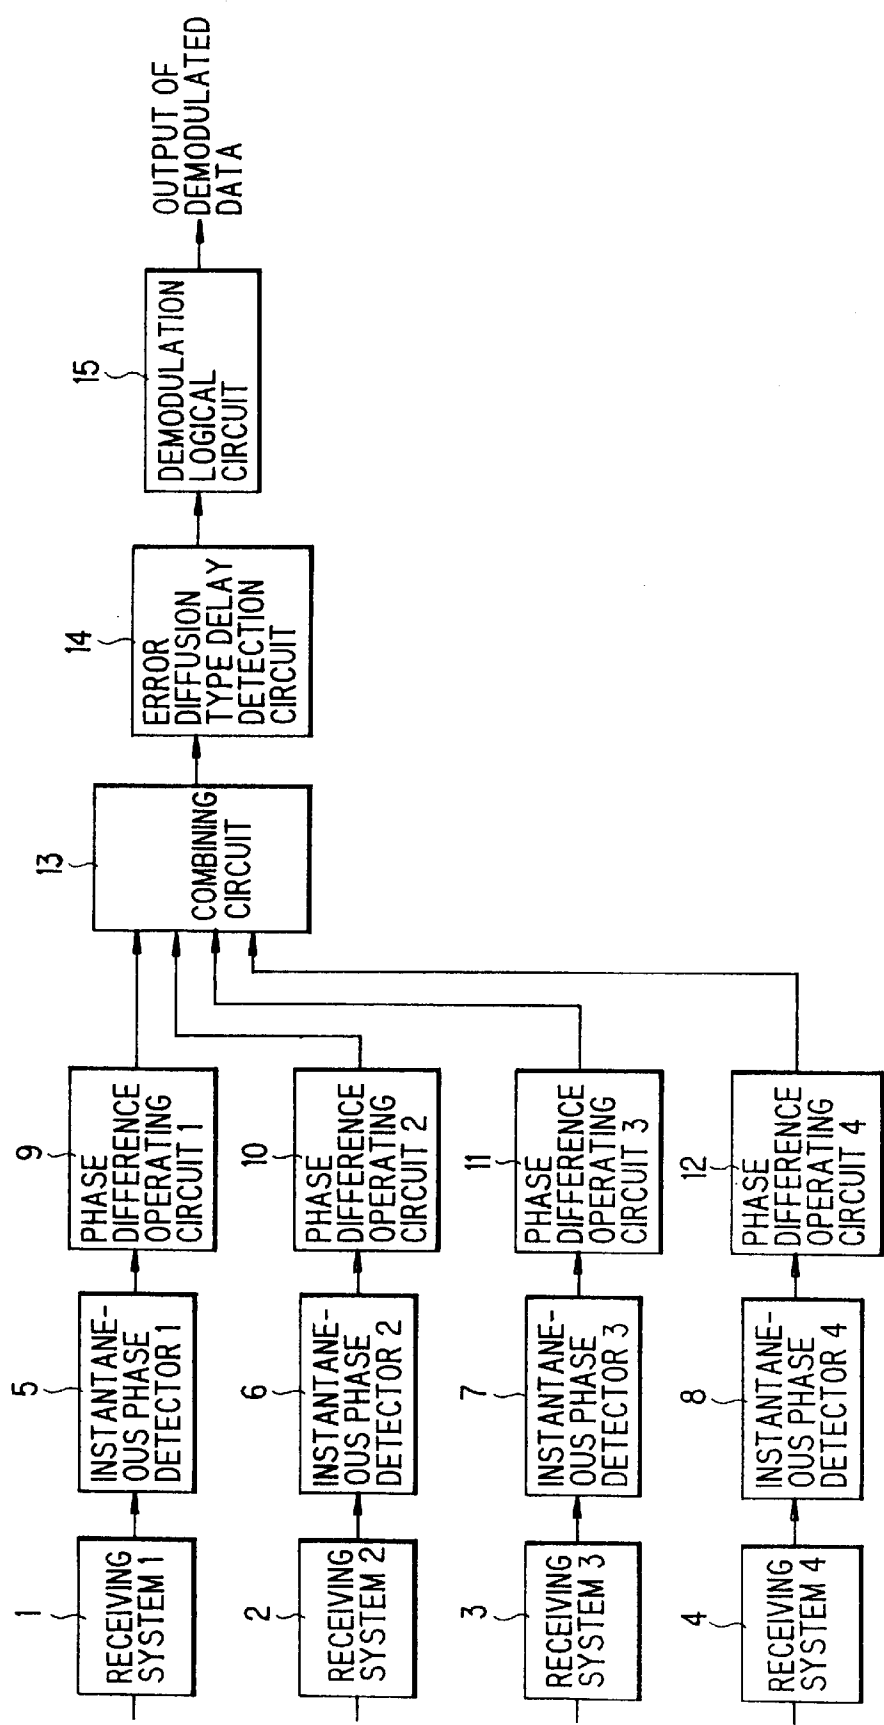 1
RECEIVING
SYSTEM 1
5
INSTANTANE-
OUS PHASE
DETECTOR 1
9
PHASE
DIFFERENCE
OPERATING
CIRCUIT 1
2
RECEIVING
SYSTEM 2
6
INSTANTANE-
OUS PHASE
DETECTOR 2
10
PHASE
DIFFERENCE
OPERATING
CIRCUIT 2
3
RECEIVING
SYSTEM 3
7
INSTANTANE-
OUS PHASE
DETECTOR 3
11
PHASE
DIFFERENCE
OPERATING
CIRCUIT 3
4
RECEIVING
SYSTEM 4
8
INSTANTANE-
OUS PHASE
DETECTOR 4
12
PHASE
DIFFERENCE
OPERATING
CIRCUIT 4
13
COMBINING
CIRCUIT
14
ERROR
DIFFUSION
TYPE DELAY
DETECTION
CIRCUIT
15
DEMODULATION
LOGICAL
CIRCUIT
OUTPUT OF
DEMODULATED
DATA